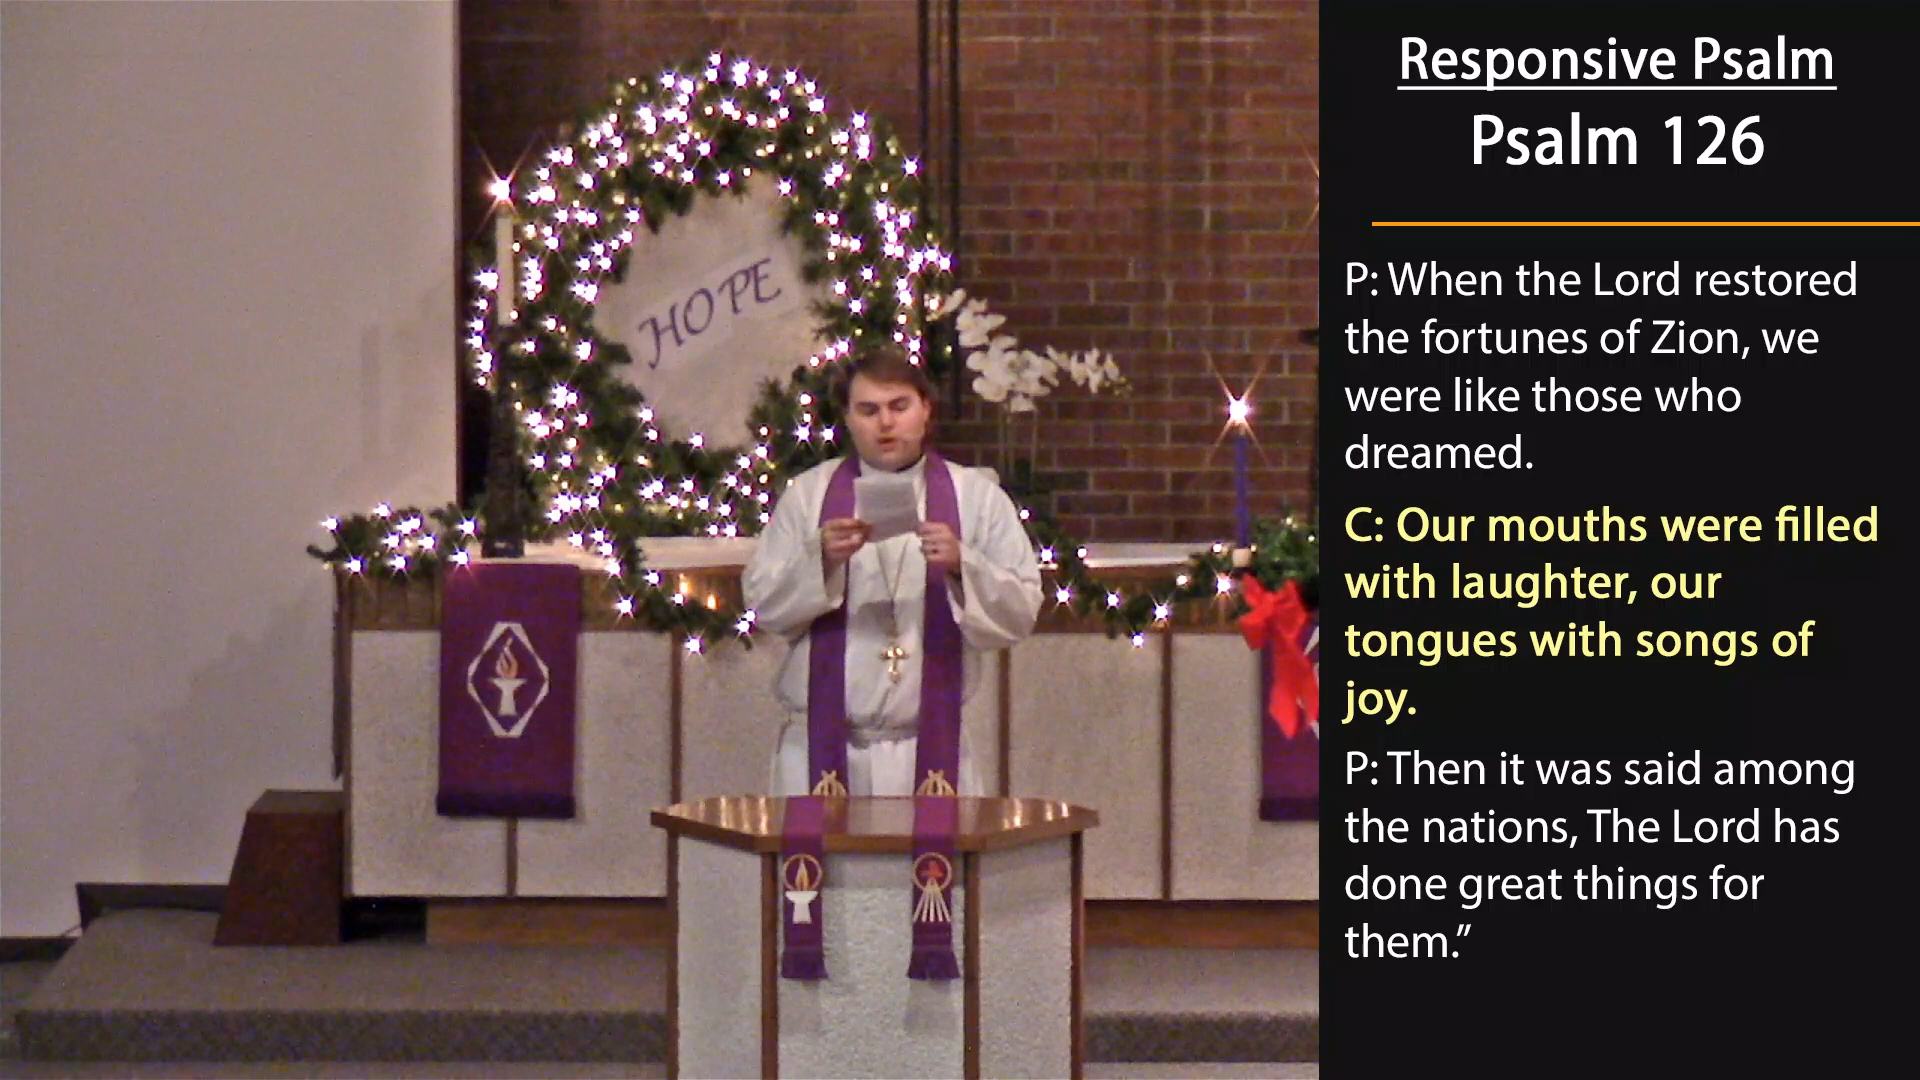 HOPE
Responsive Psalm
Psalm 126
P: When the Lord restored
the fortunes of Zion, we
were like those who
dreamed.
C: Our mouths were filled
with laughter, our
tongues with songs of
joy.
P: Then it was said among
the nations, The Lord has
done great things for
them.”